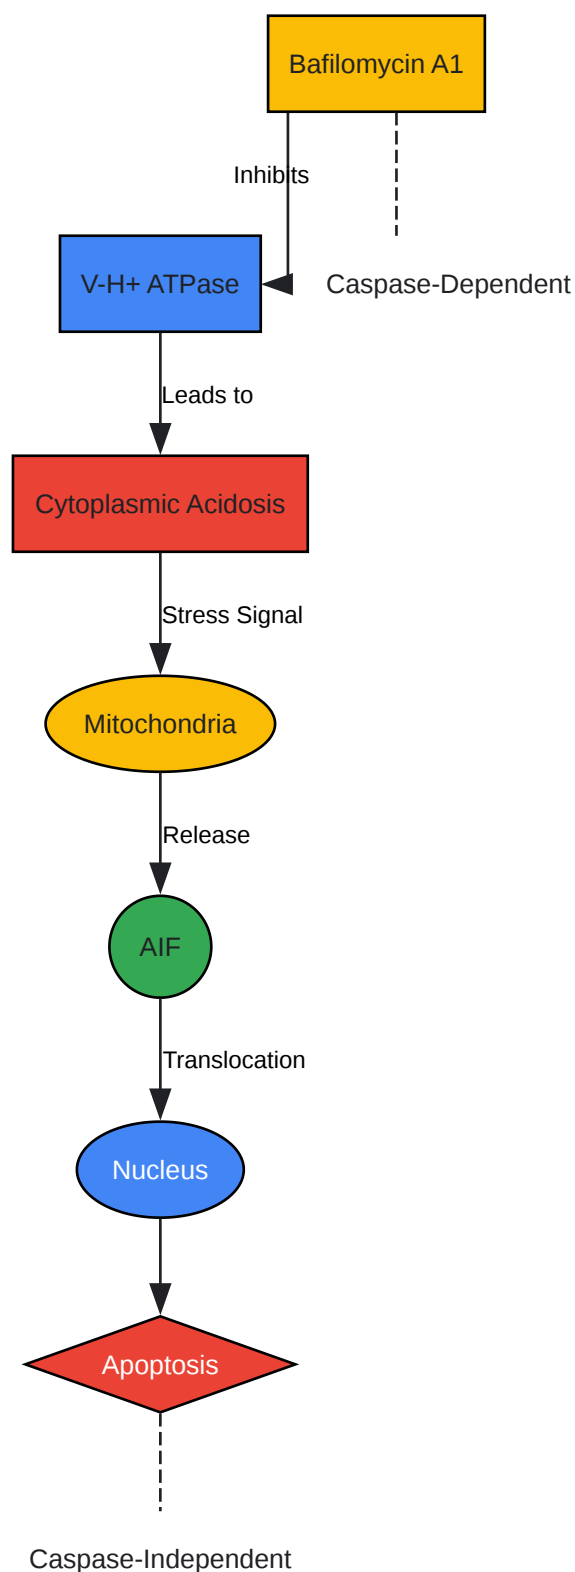 Bafilomycin A1
Inhibits
V-H+ ATPase
Caspase-Dependent
Leads to
Cytoplasmic Acidosis
Stress Signal
Mitochondria
Release
AIF
Translocation
Nucleus
Apoptosis
Caspase-Independent